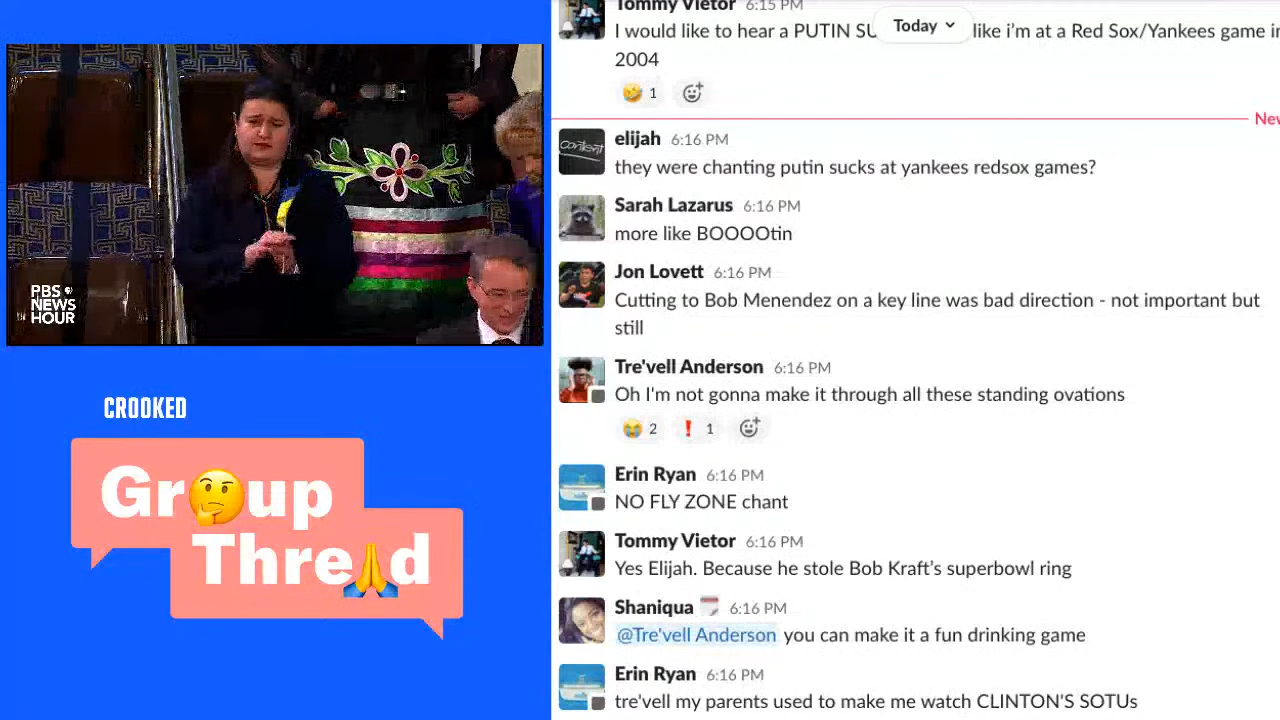 PBS
NEWS
HOUR
CROOKED
Gr🤔up
Thre🙏d
Tommy Vietor 6:15 PM
I would like to hear a PUTIN SU
Today
like i'm at a Red Sox/Yankees game in
2004
1
New
content
elijah 6:16 PM
they were chanting putin sucks at yankees redsox games?
Sarah Lazarus 6:16 PM
more like BOOOOtin
Jon Lovett 6:16 PM
Cutting to Bob Menendez on a key line was bad direction - not important but
still
Tre'vell Anderson 6:16 PM
Oh I'm not gonna make it through all these standing ovations
2 1
Erin Ryan 6:16 PM
NO FLY ZONE chant
Tommy Vietor 6:16 PM
Yes Elijah. Because he stole Bob Kraft's superbowl ring
Shaniqua 6:16 PM
@Tre'vell Anderson you can make it a fun drinking game
Erin Ryan 6:16 PM
tre'vell my parents used to make me watch CLINTON'S SOTUs